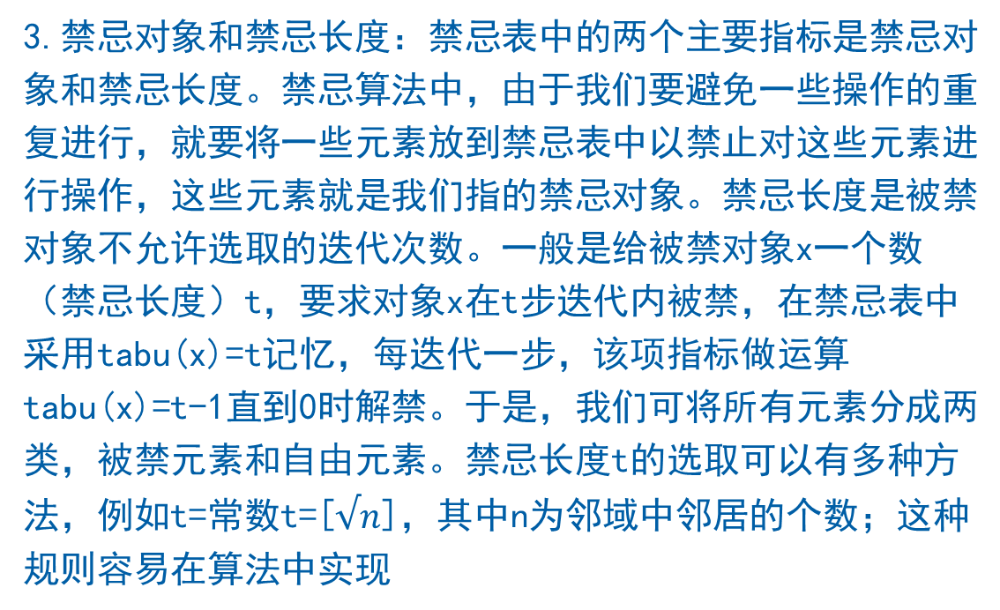 3.禁忌对象和禁忌长度：禁忌表中的两个主要指标是禁忌对
象和禁忌长度。禁忌算法中，由于我们要避免一些操作的重
复进行，就要将一些元素放到禁忌表中以禁止对这些元素进
行操作，这些元素就是我们指的禁忌对象。禁忌长度是被禁
对象不允许选取的迭代次数。一般是给被禁对象x一个数
（禁忌长度）t，要求对象x在t步迭代内被禁，在禁忌表中
采用tabu(x)=t记忆，每迭代一步，该项指标做运算
tabu(x)=t-1直到0时解禁。于是，我们可将所有元素分成两
类，被禁元素和自由元素。禁忌长度t的选取可以有多种方
法，例如t=常数t=[√n]，其中n为邻域中邻居的个数；这种
规则容易在算法中实现